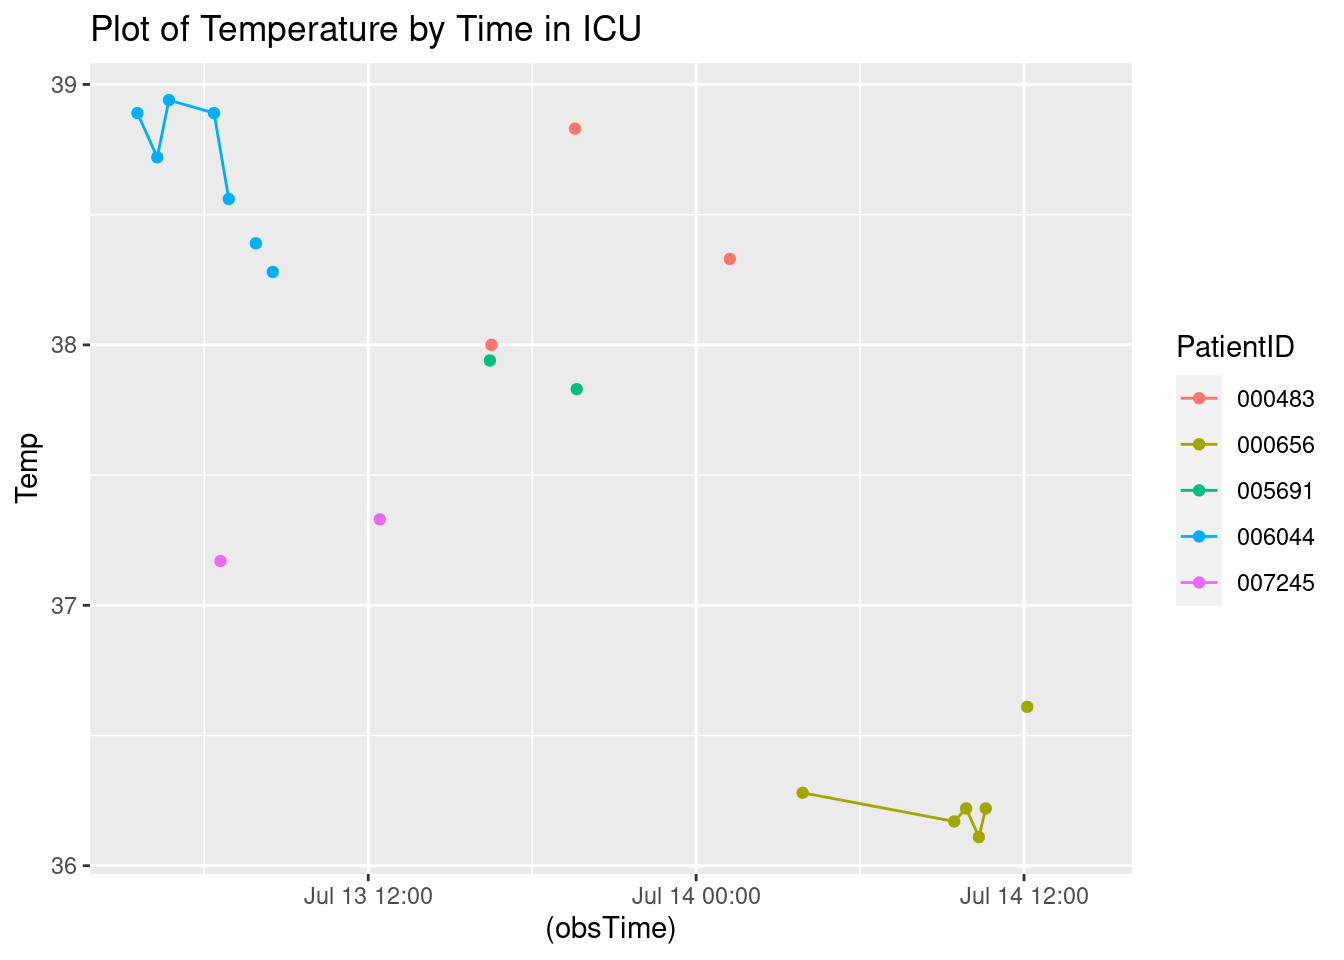 Plot of Temperature by Time in ICU
39
38
37
36
Temp
Jul 13 12:00
Jul 14 00:00
Jul 14 12:00
(obsTime)
PatientID
000483
000656
005691
006044
007245